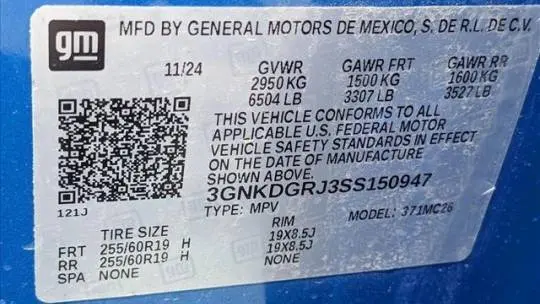 gm
MFD BY GENERAL MOTORS DE MEXICO, S. DE R.L. DE C.V.
11/24 GVWR GAWR FRT GAWR RR
2950 KG 1500 KG 1600 KG
6504 LB 3307 LB 3527 LB
THIS VEHICLE CONFORMS TO ALL
APPLICABLE U.S. FEDERAL MOTOR
VEHICLE SAFETY STANDARDS IN EFFECT
ON THE DATE OF MANUFACTURE
SHOWN ABOVE.
3GNKDGRJ3SS150947
121J TYPE: MPV MODEL: 371MC26
TIRE SIZE RIM
FRT 255/60R19 H 19X8.5J
RR 255/60R19 H 19X8.5J
SPA NONE NONE